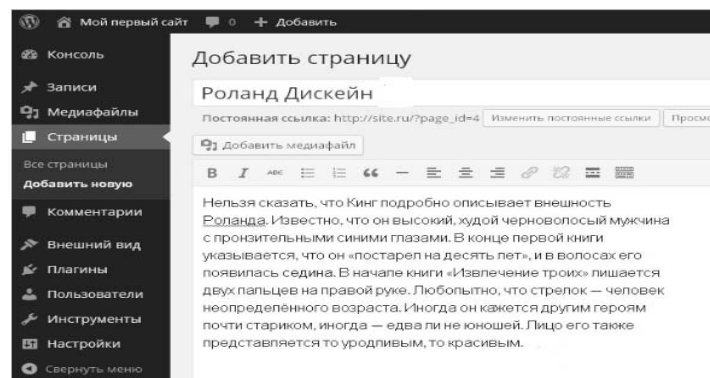 Мой первый сайт 0 + Добавить
Консоль
Записи
Медиафайлы
Страницы
Все страницы
Добавить новую
Комментарии
Внешний вид
Плагины
Пользователи
Инструменты
Настройки
Свернуть меню
Добавить страницу
Роланд Дискейн
Постоянная ссылка: http://site.ru/?page_id=4 Изменить постоянные ссылки Просмо
Добавить медиафайл
B I ABC
Нельзя сказать, что Кинг подробно описывает внешность
Роланда. Известно, что он высокий, худой черноволосый мужчина
с пронзительными синими глазами. В конце первой книги
указывается, что он «постарел на десять лет», и в волосах его
появилась седина. В начале книги «Извлечение троих» лишается
двух пальцев на правой руке. Любопытно, что стрелок — человек
неопределённого возраста. Иногда он кажется другим героям
почти стариком, иногда — едва ли не юношей. Лицо его также
представляется то уродливым, то красивым.